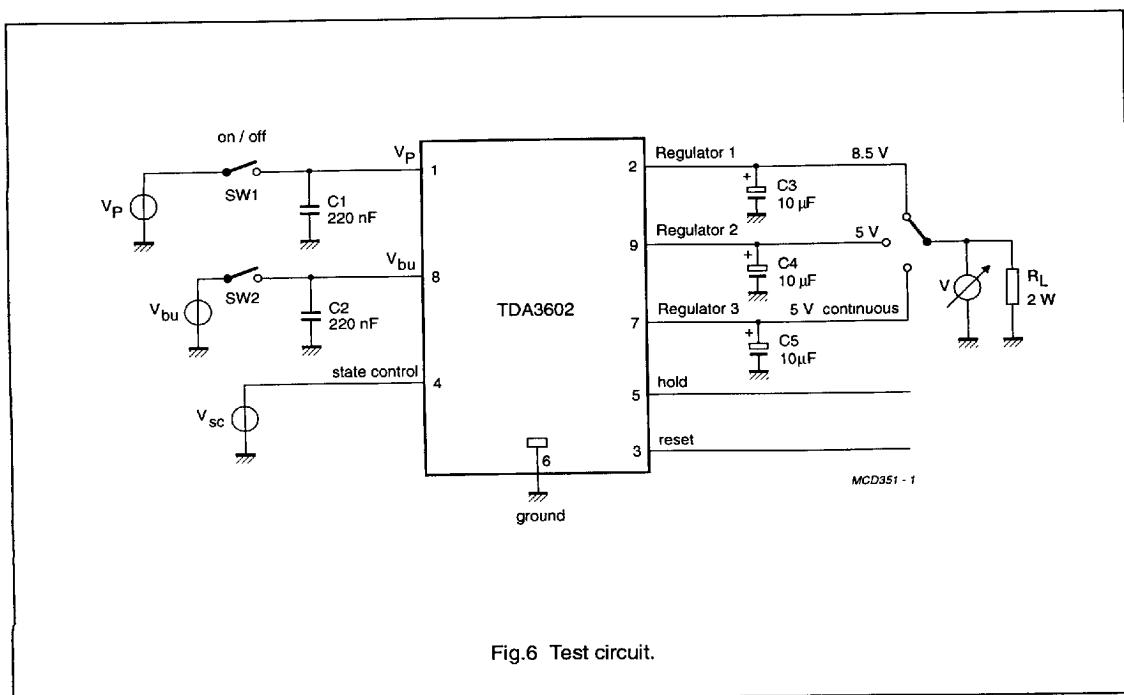 on / off
SW1
V_P
V_P
1
C1
220 nF
V_bu
SW2
V_bu
8
C2
220 nF
state control
4
V_sc
TDA3602
6
ground
2
Regulator 1
8.5 V
+
C3
10 µF
9
Regulator 2
5 V
+
C4
10 µF
7
Regulator 3
5 V continuous
+
C5
10µF
V
R_L
2 W
5
hold
3
reset
MCD351 - 1
Fig.6 Test circuit.